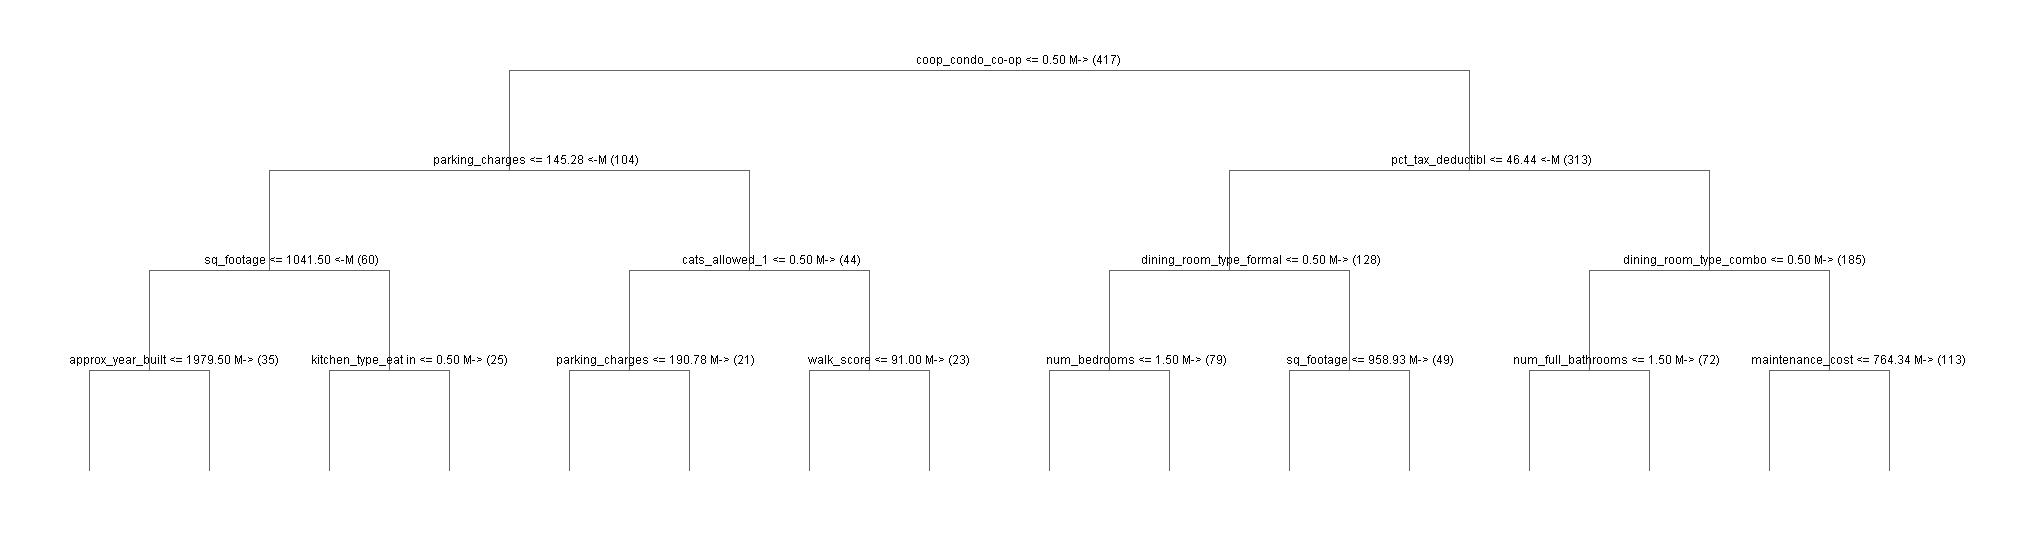 coop_condo_co-op <= 0.50 M-> (417)
parking_charges <= 145.28 <-M (104)
pct_tax_deductibl <= 46.44 <-M (313)
sq_footage <= 1041.50 <-M (60)
cats_allowed_1 <= 0.50 M-> (44)
dining_room_type_formal <= 0.50 M-> (128)
dining_room_type_combo <= 0.50 M-> (185)
approx_year_built <= 1979.50 M-> (35)
kitchen_type_eat in <= 0.50 M-> (25)
parking_charges <= 190.78 M-> (21)
walk_score <= 91.00 M-> (23)
num_bedrooms <= 1.50 M-> (79)
sq_footage <= 958.93 M-> (49)
num_full_bathrooms <= 1.50 M-> (72)
maintenance_cost <= 764.34 M-> (113)